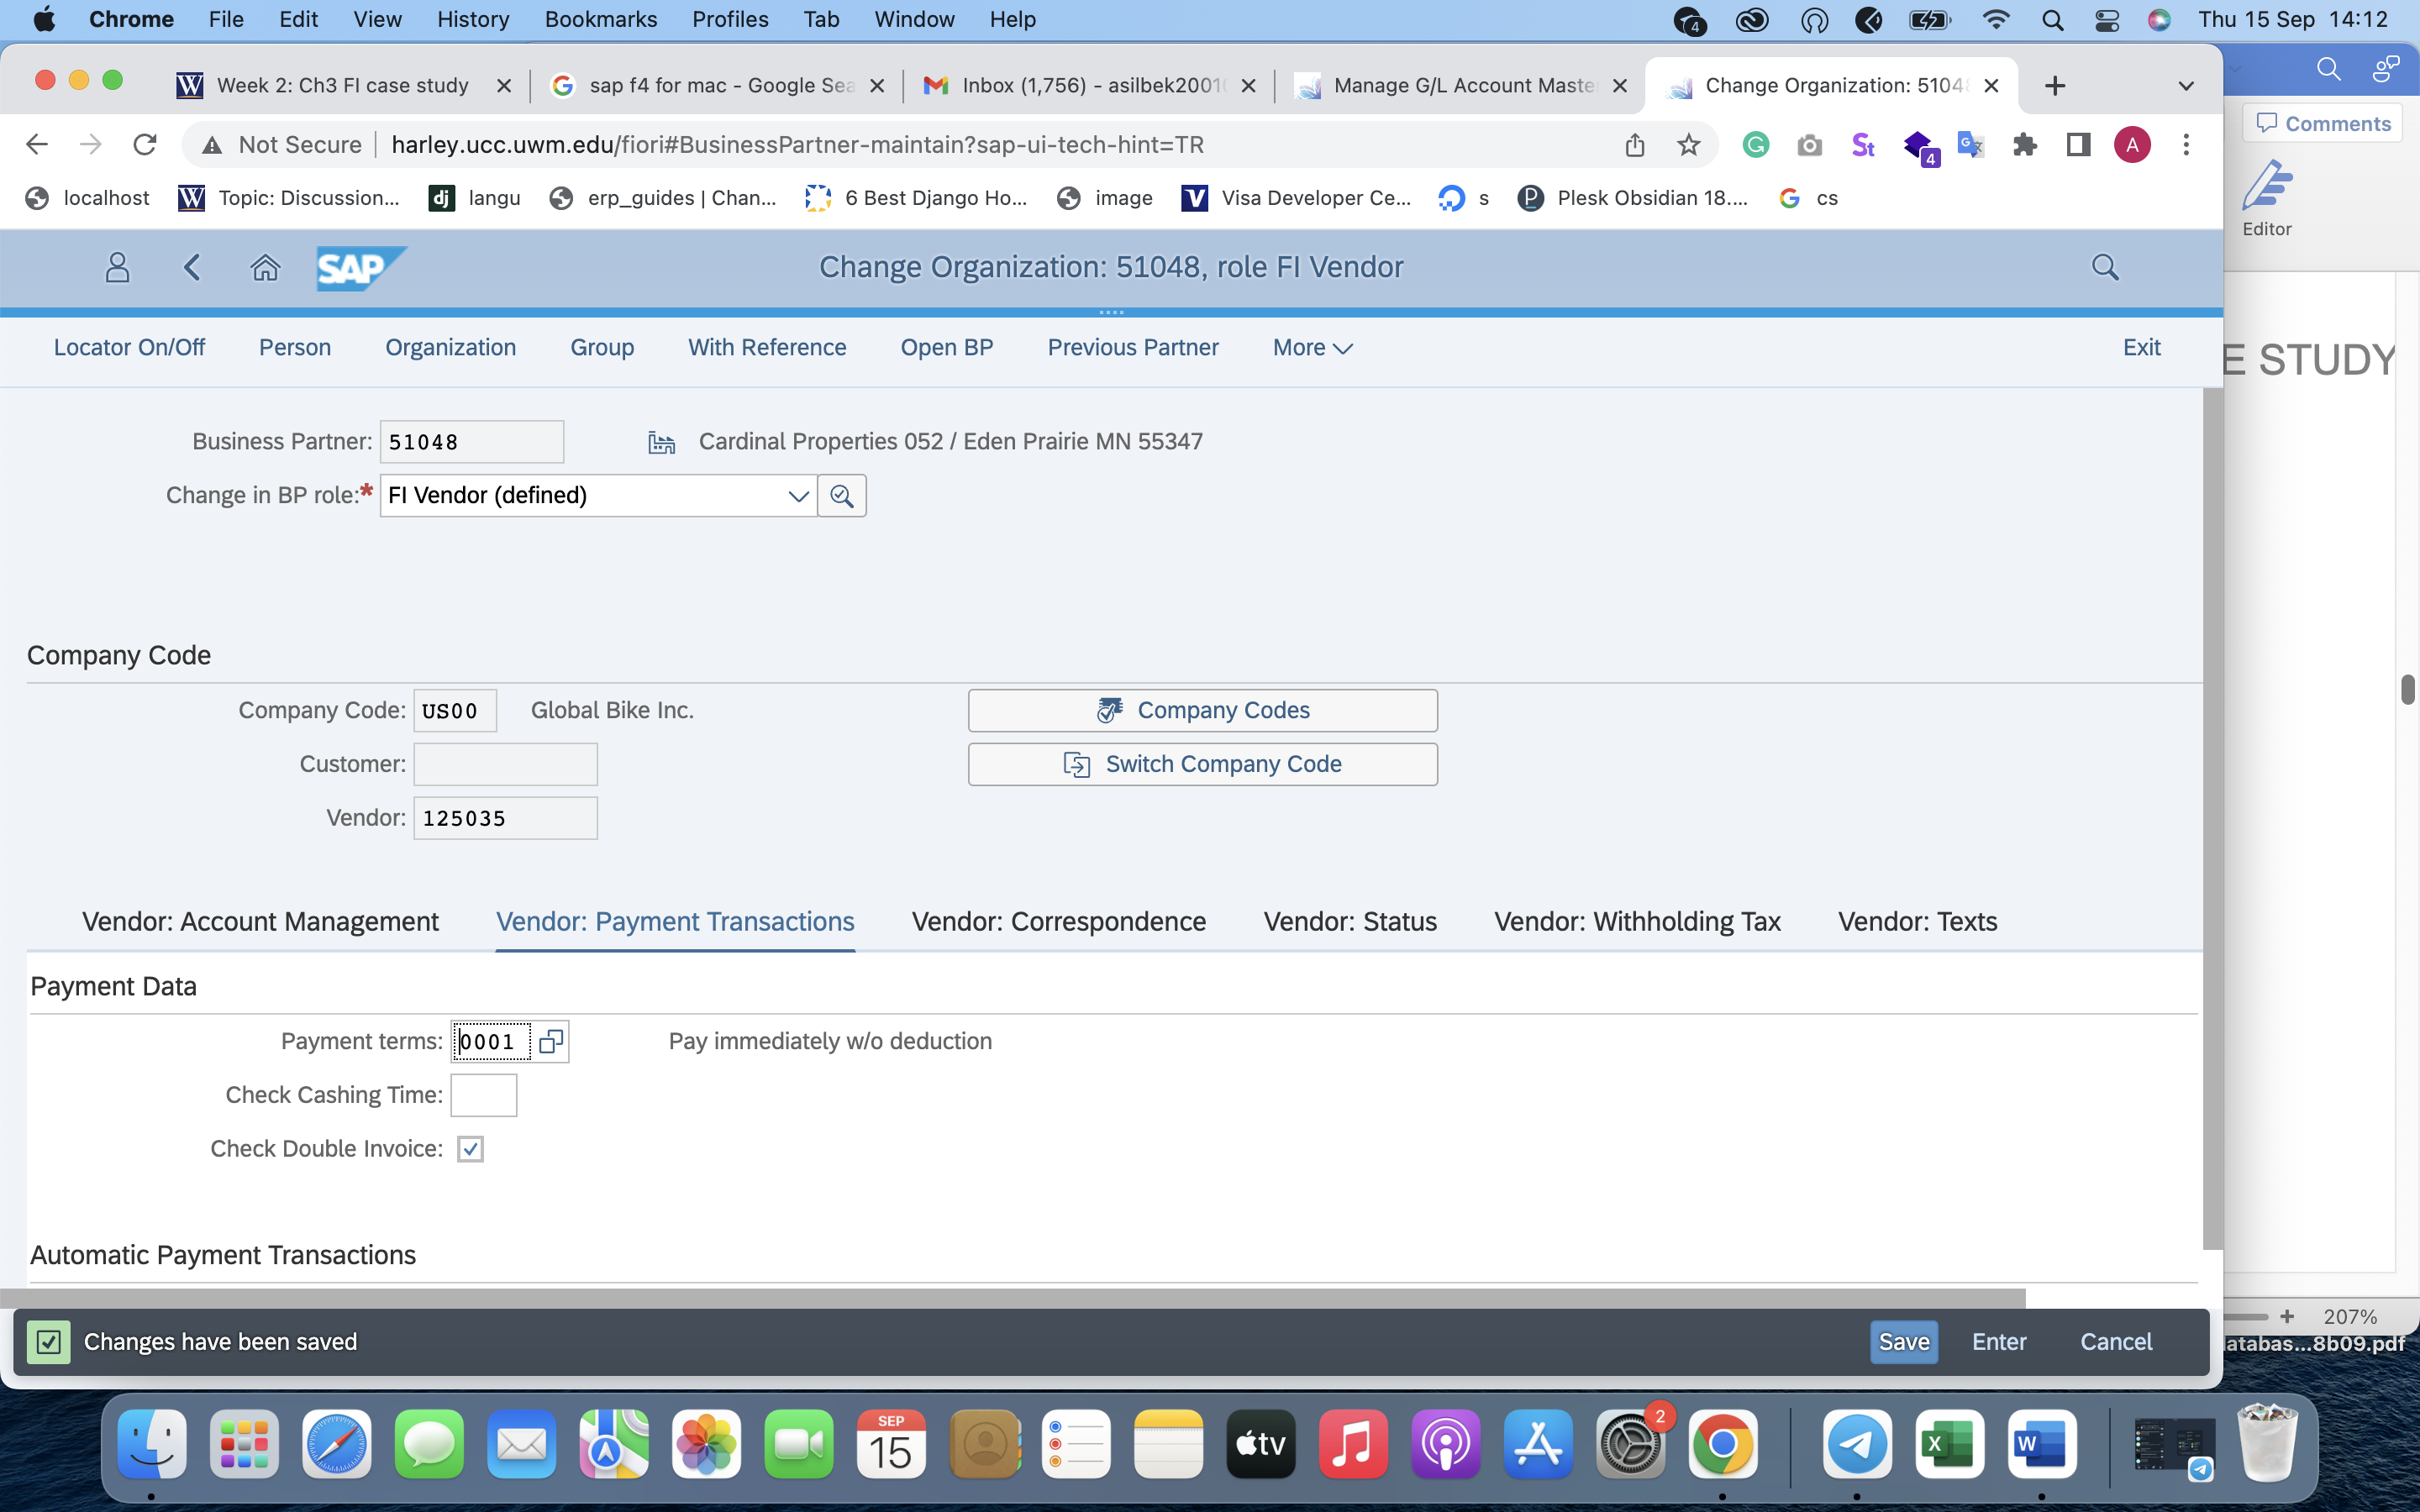 Chrome File Edit View History Bookmarks Profiles Tab Window Help 4 Thu 15 Sep 14:12
Week 2: Ch3 FI case study sap f4 for mac - Google Sea Inbox (1,756) - asilbek2001 Manage G/L Account Maste Change Organization: 5104
Not Secure harley.ucc.uwm.edu/fiori#BusinessPartner-maintain?sap-ui-tech-hint=TR St 4 A
Comments
localhost Topic: Discussion... dj langu erp_guides | Chan... 6 Best Django Ho... image Visa Developer Ce... s Plesk Obsidian 18.... cs
Editor
SAP Change Organization: 51048, role FI Vendor
Locator On/Off Person Organization Group With Reference Open BP Previous Partner More Exit
E STUDY
Business Partner: 51048 Cardinal Properties 052 / Eden Prairie MN 55347
Change in BP role:* FI Vendor (defined)
Company Code
Company Code: US00 Global Bike Inc. Company Codes
Customer: Switch Company Code
Vendor: 125035
Vendor: Account Management Vendor: Payment Transactions Vendor: Correspondence Vendor: Status Vendor: Withholding Tax Vendor: Texts
Payment Data
Payment terms: 0001 Pay immediately w/o deduction
Check Cashing Time:
Check Double Invoice:
Automatic Payment Transactions
207%
Changes have been saved Save Enter Cancel
atabas...8b09.pdf
SEP
15
tv
2
X
W